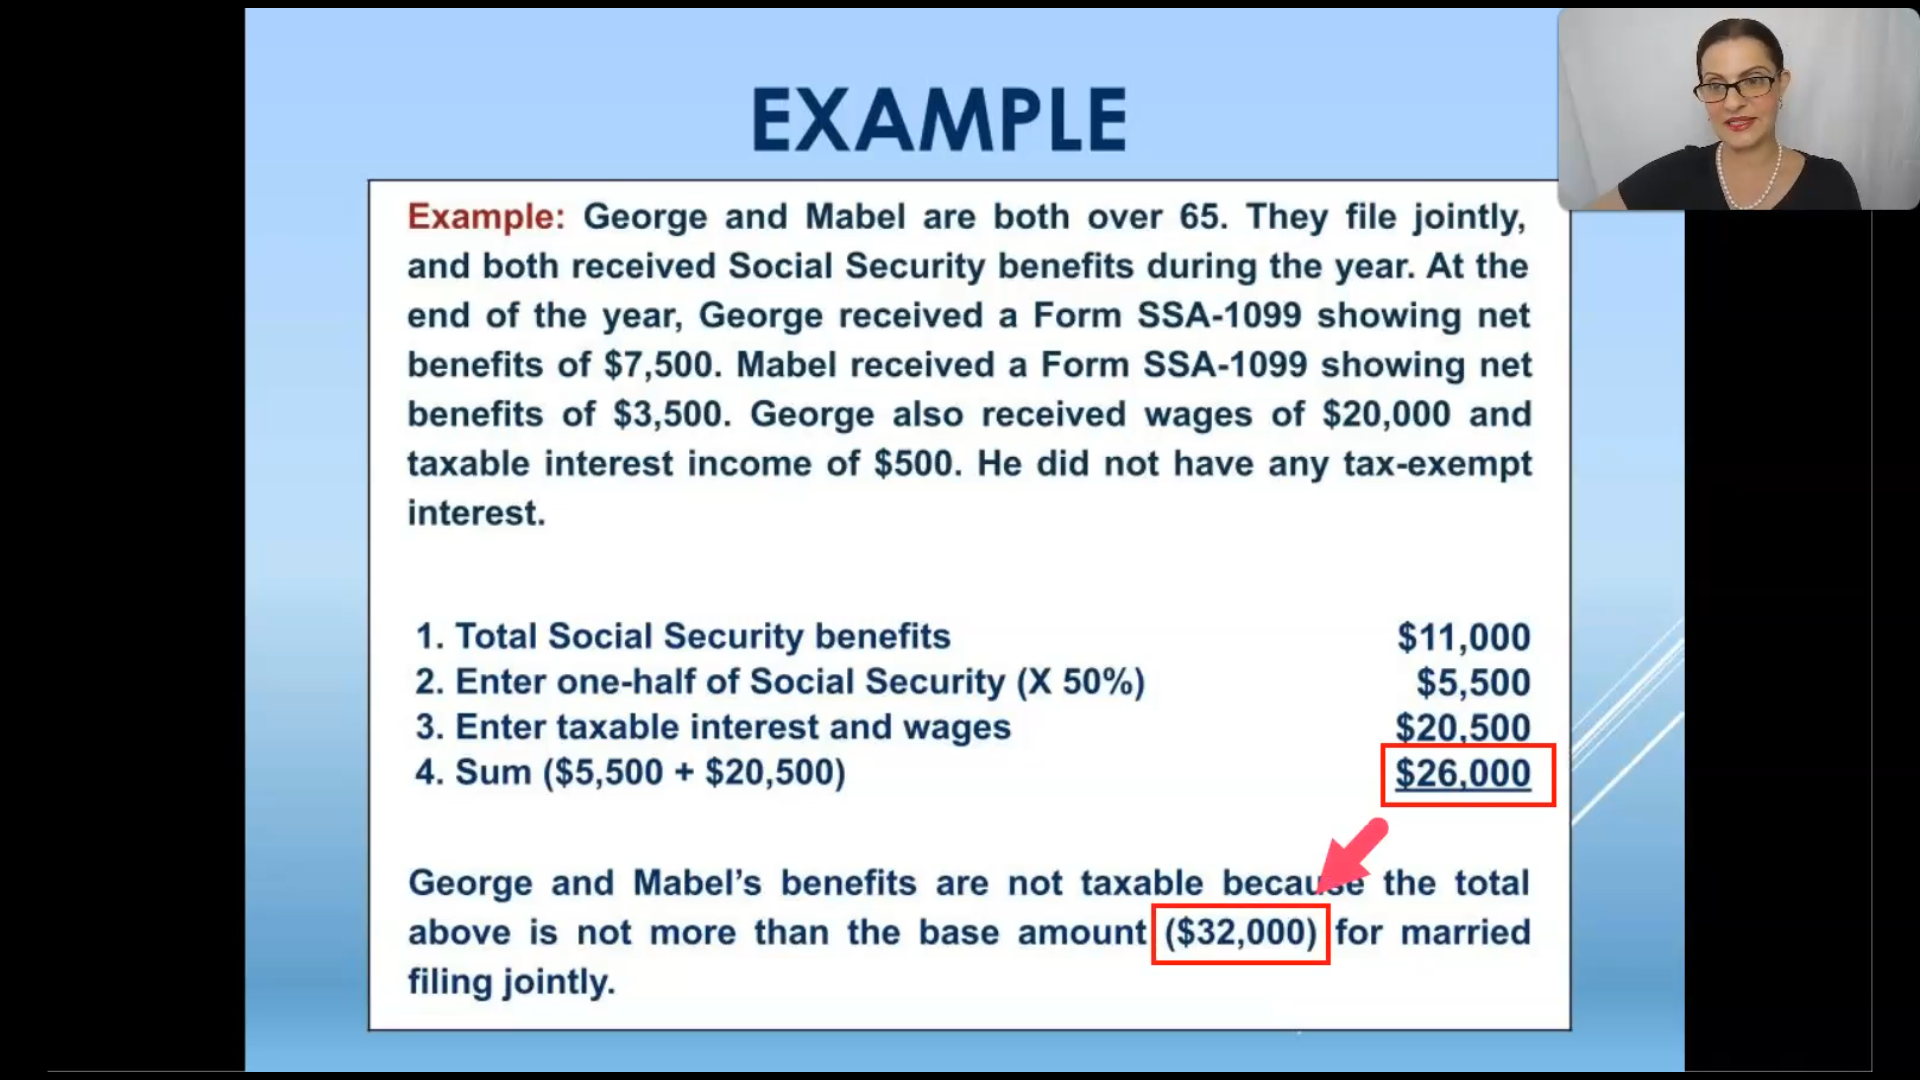 EXAMPLE
Example: George and Mabel are both over 65. They file jointly,
and both received Social Security benefits during the year. At the
end of the year, George received a Form SSA-1099 showing net
benefits of $7,500. Mabel received a Form SSA-1099 showing net
benefits of $3,500. George also received wages of $20,000 and
taxable interest income of $500. He did not have any tax-exempt
interest.
1. Total Social Security benefits $11,000
2. Enter one-half of Social Security (X 50%) $5,500
3. Enter taxable interest and wages $20,500
4. Sum ($5,500 + $20,500) $26,000
George and Mabel’s benefits are not taxable because the total
above is not more than the base amount ($32,000) for married
filing jointly.